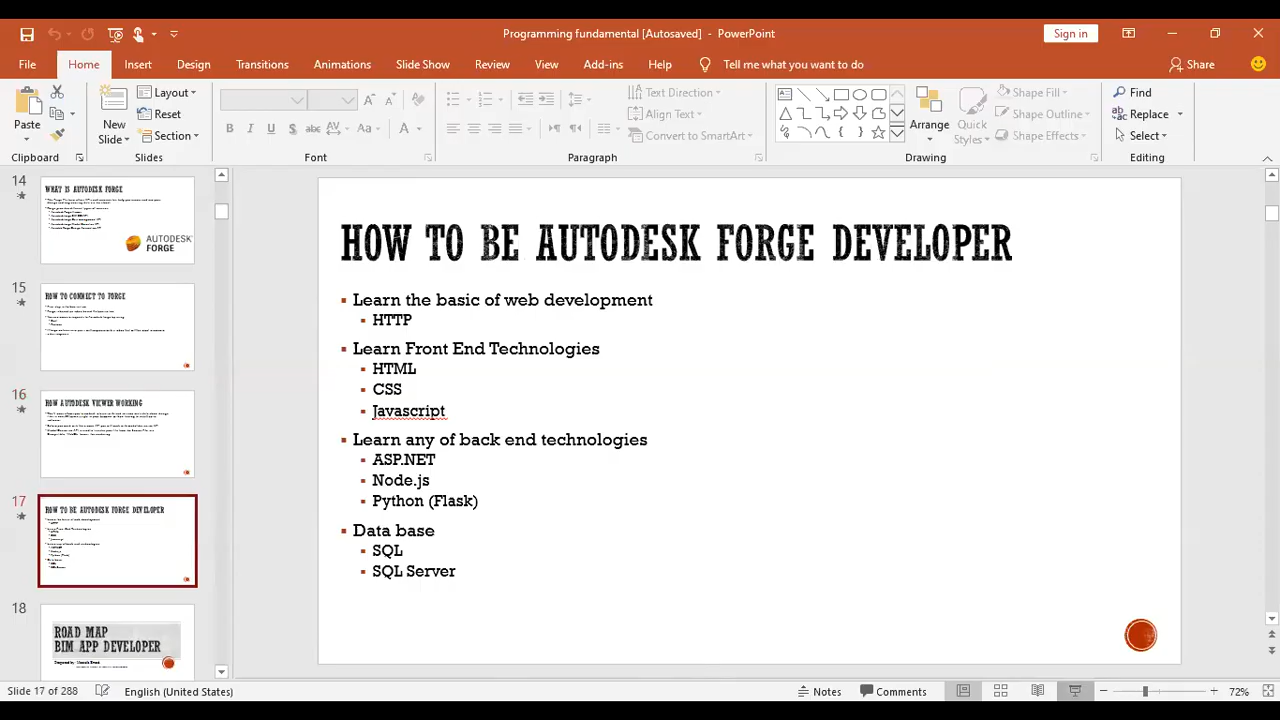 Programming fundamental [Autosaved] - PowerPoint
Sign in
File Home Insert Design Transitions Animations Slide Show Review View Add-ins Help Tell me what you want to do Share
Paste
Clipboard
New Slide
Layout
Reset
Section
Slides
Font
Text Direction
Align Text
Convert to SmartArt
Paragraph
Arrange
Quick Styles
Shape Fill
Shape Outline
Shape Effects
Drawing
Find
Replace
Select
Editing
14
WHAT IS AUTODESK FORGE
AUTODESK
FORGE
15
HOW TO CONNECT TO FORGE
16
HOW AUTODESK VIEWER WORKING
17
HOW TO BE AUTODESK FORGE DEVELOPER
18
ROAD MAP
BIM APP DEVELOPER
HOW TO BE AUTODESK FORGE DEVELOPER
Learn the basic of web development
HTTP
Learn Front End Technologies
HTML
CSS
Javascript
Learn any of back end technologies
ASP.NET
Node.js
Python (Flask)
Data base
SQL
SQL Server
Slide 17 of 288 English (United States) Notes Comments 72%